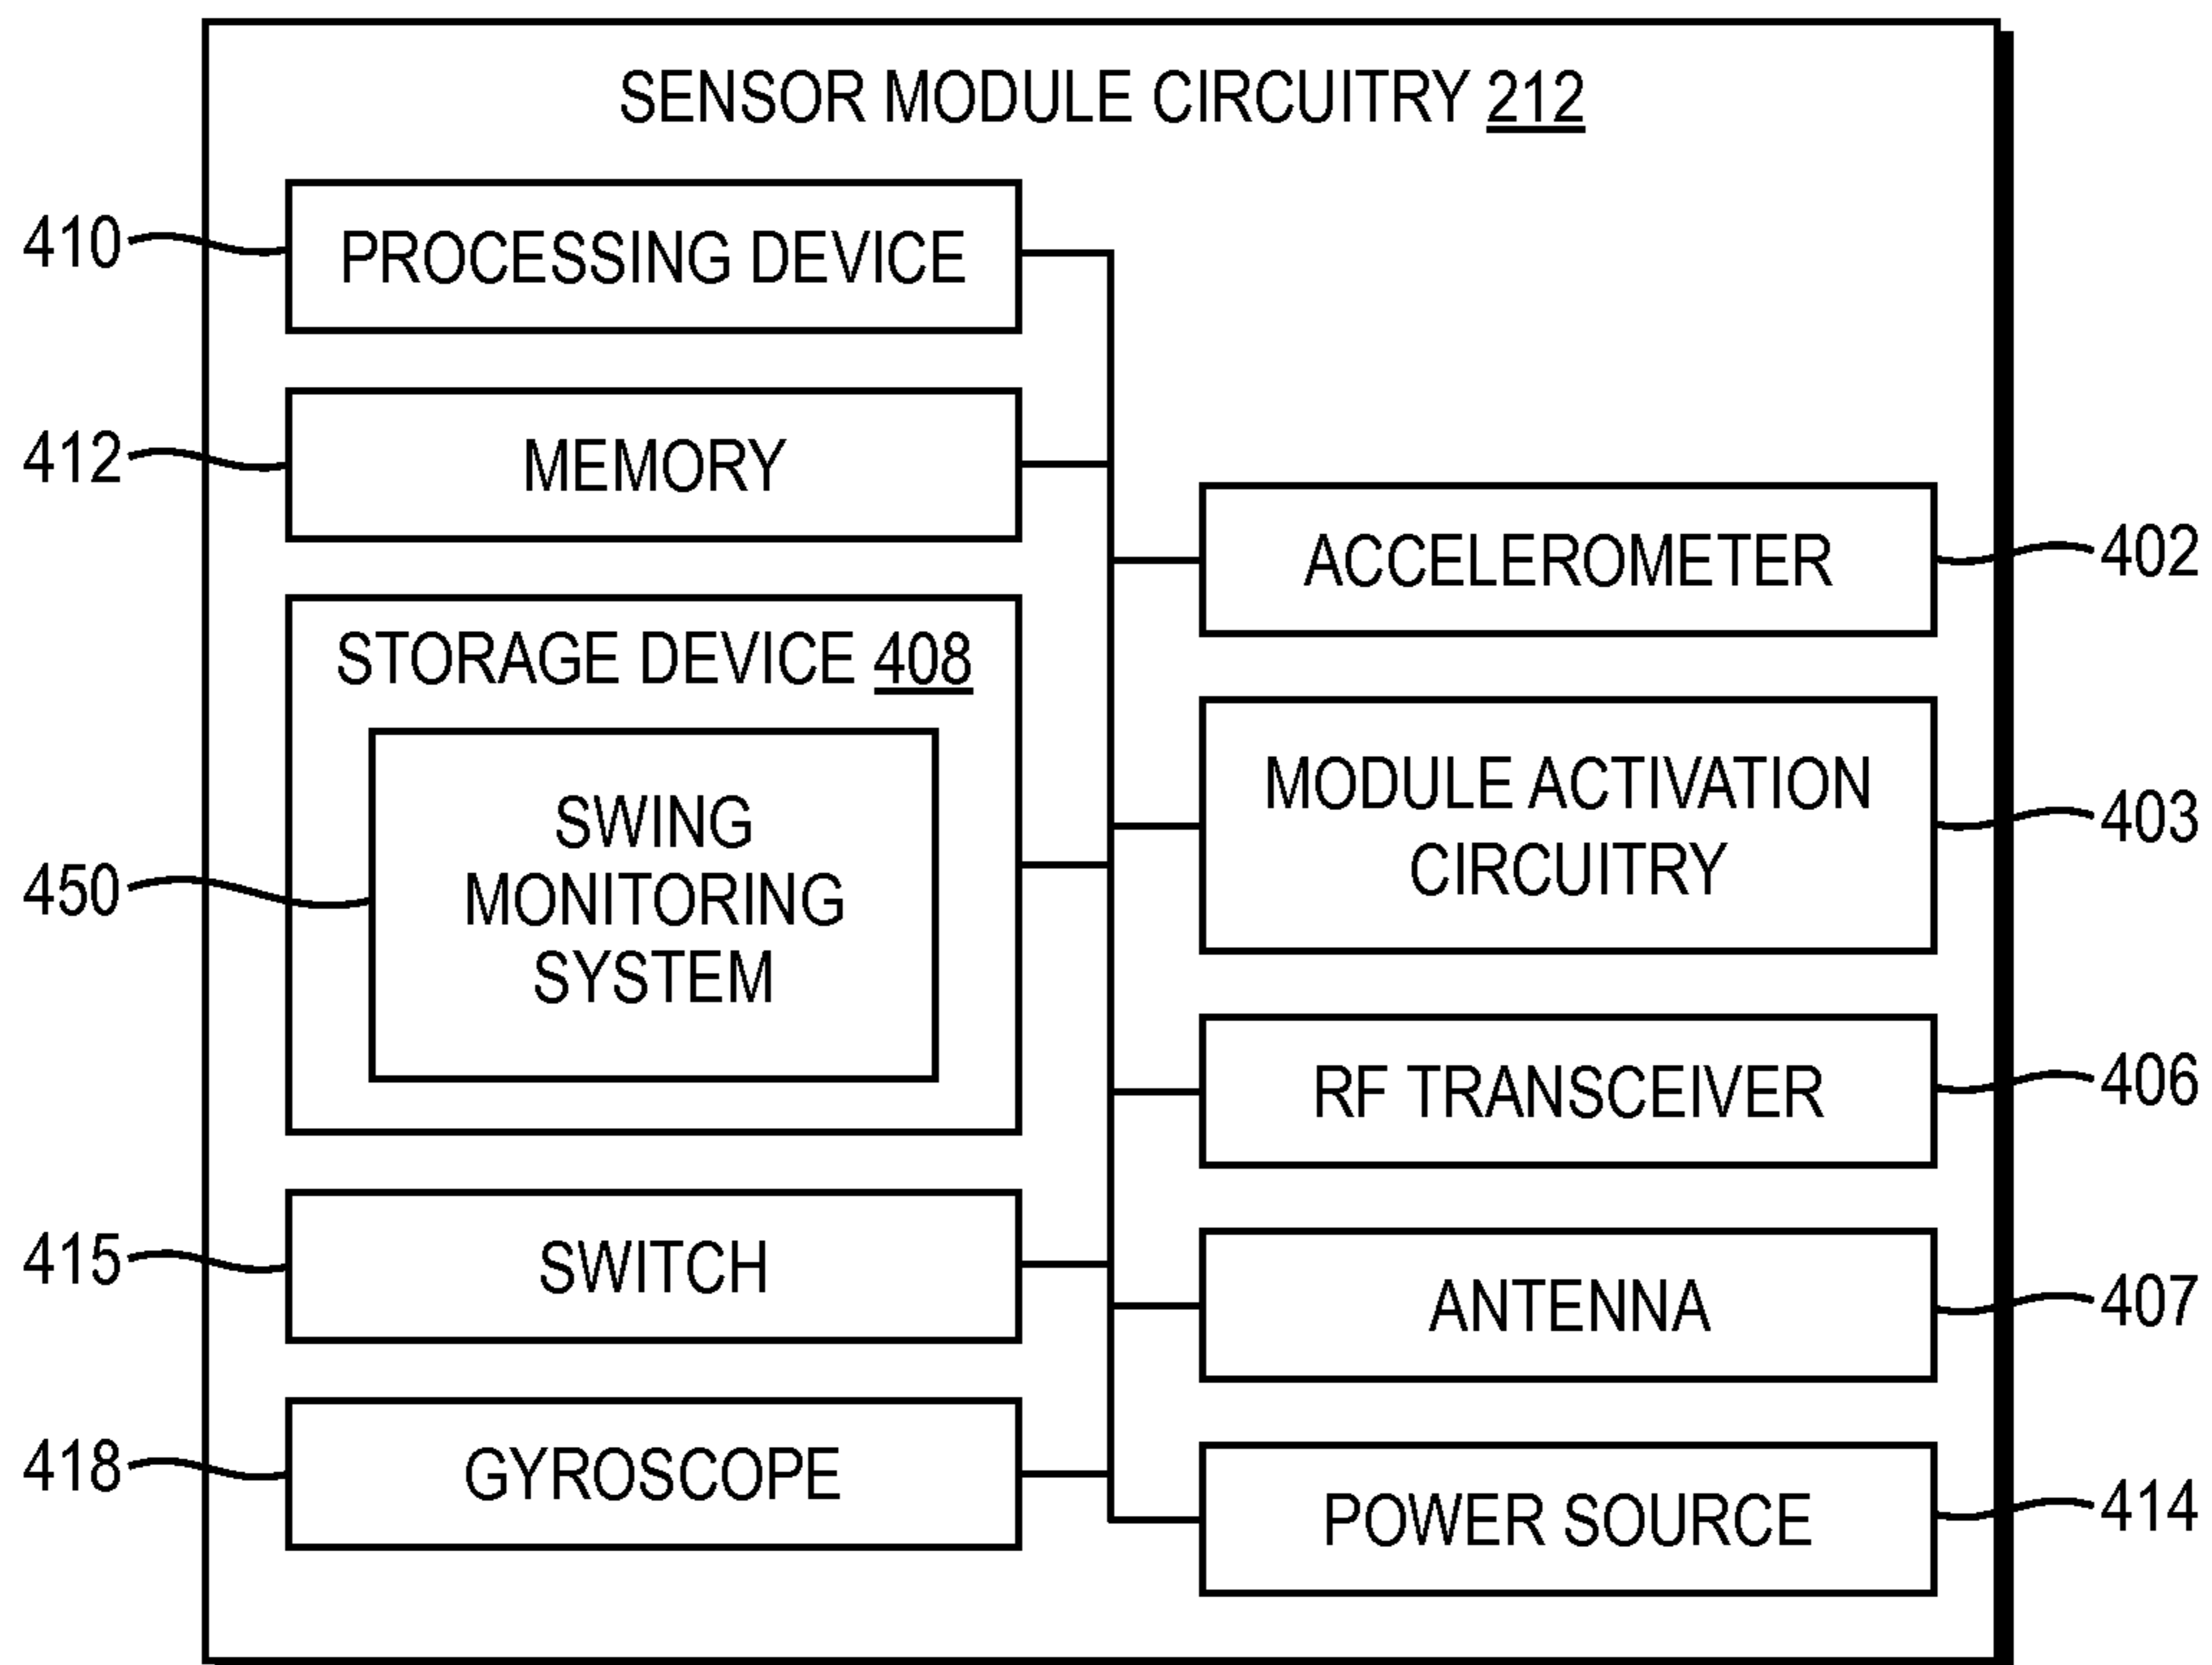 SENSOR MODULE CIRCUITRY 212
410
PROCESSING DEVICE
412
MEMORY
STORAGE DEVICE 408
450
SWING
MONITORING
SYSTEM
415
SWITCH
418
GYROSCOPE
ACCELEROMETER
402
MODULE ACTIVATION
CIRCUITRY
403
RF TRANSCEIVER
406
ANTENNA
407
POWER SOURCE
414